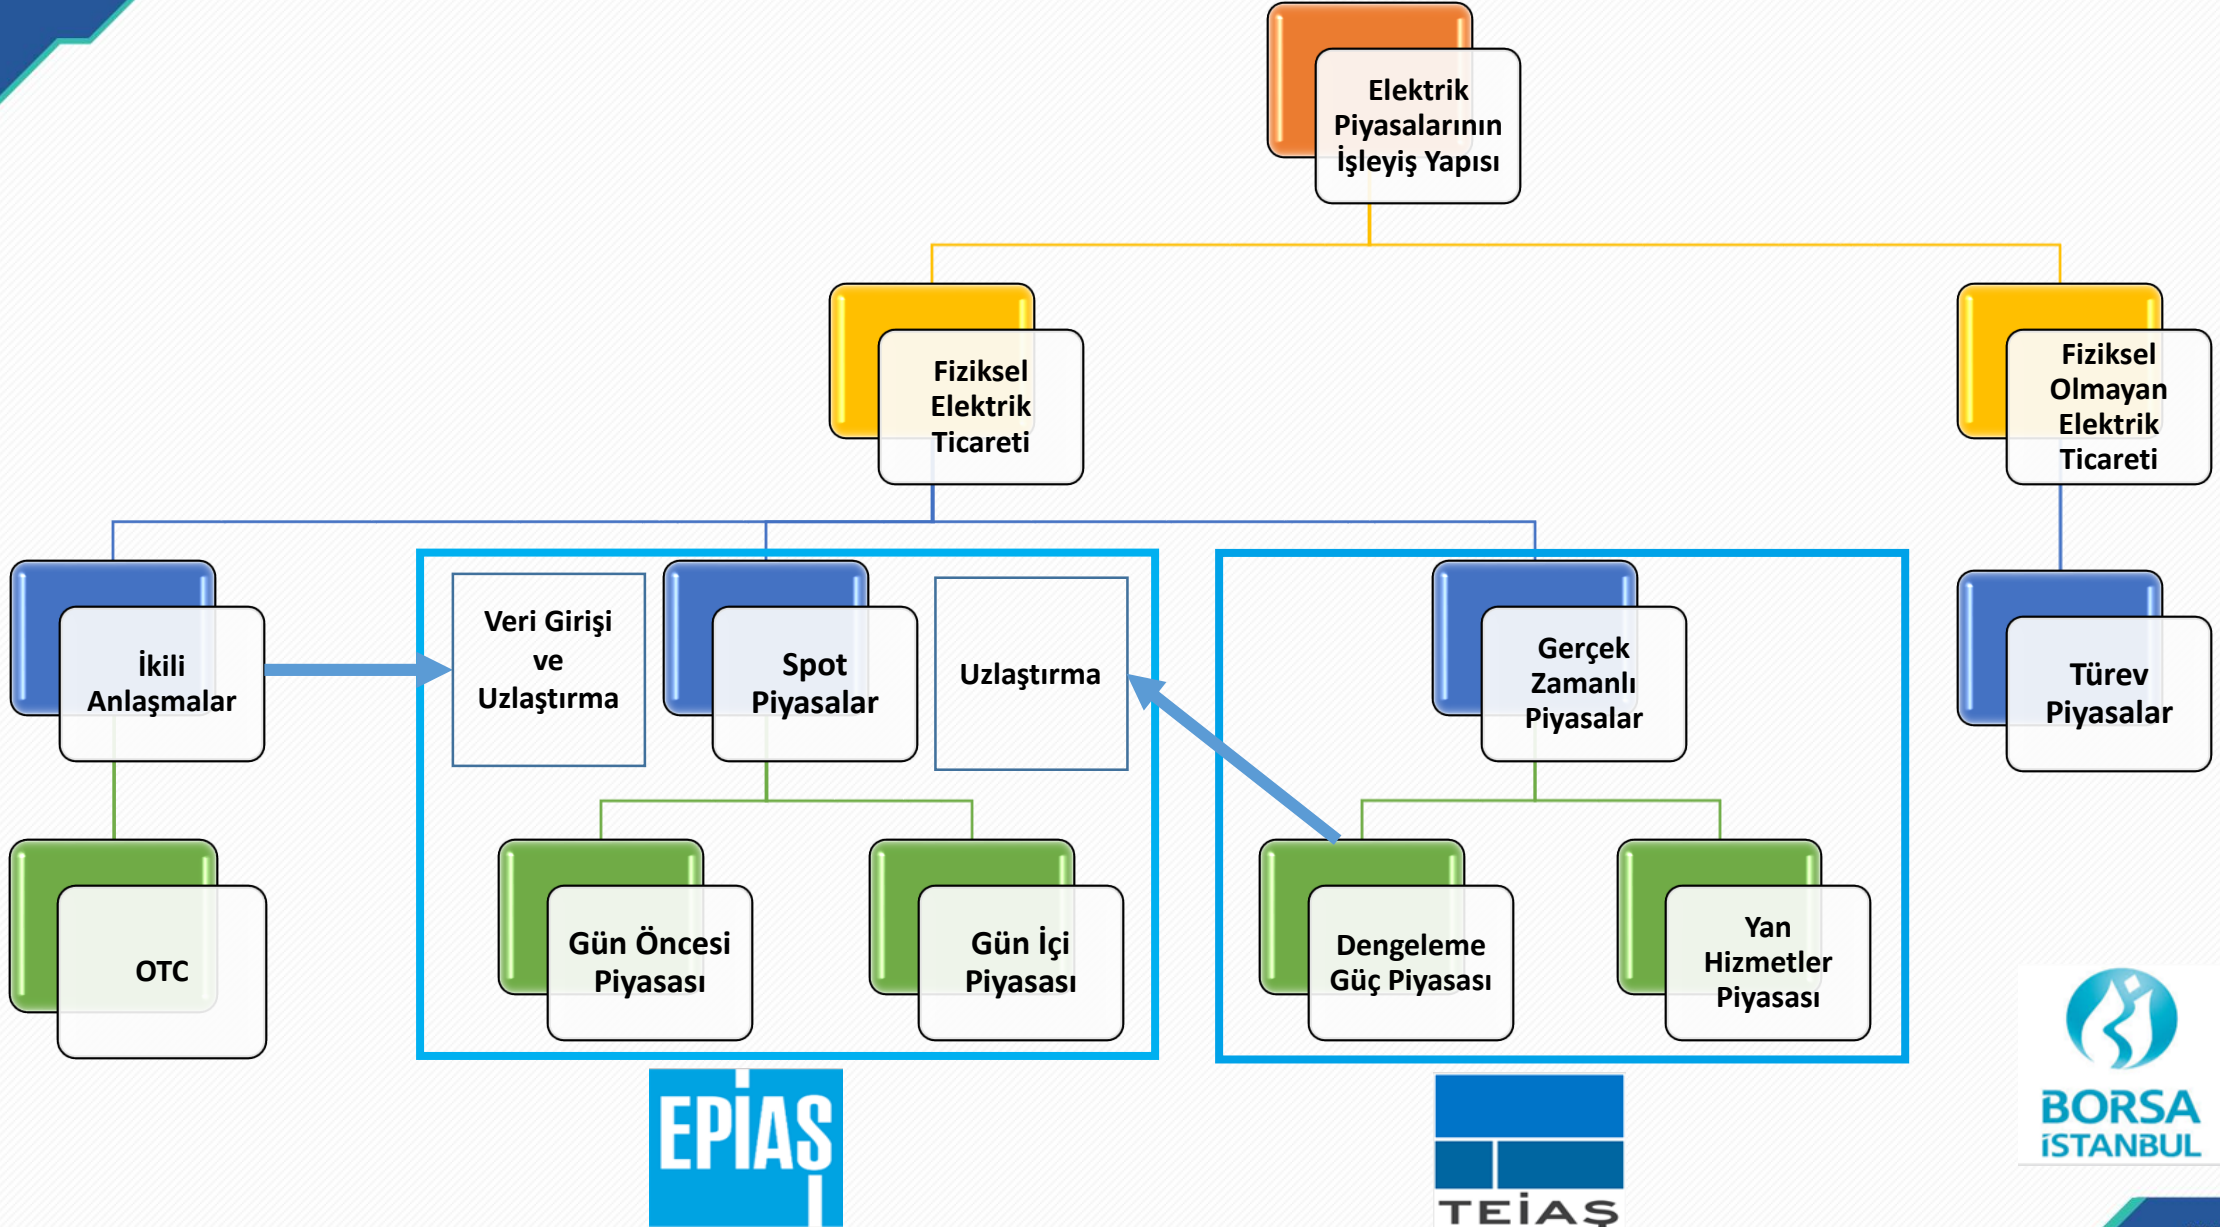 Elektrik
Piyasalarının
İşleyiş Yapısı
Fiziksel
Elektrik
Ticareti
Fiziksel
Olmayan
Elektrik
Ticareti
İkili
Anlaşmalar
Veri Girişi
ve
Uzlaştırma
Spot
Piyasalar
Uzlaştırma
Gerçek
Zamanlı
Piyasalar
Türev
Piyasalar
OTC
Gün Öncesi
Piyasası
Gün İçi
Piyasası
Dengeleme
Güç Piyasası
Yan
Hizmetler
Piyasası
EPİAŞ
TEİAŞ
BORSA
İSTANBUL